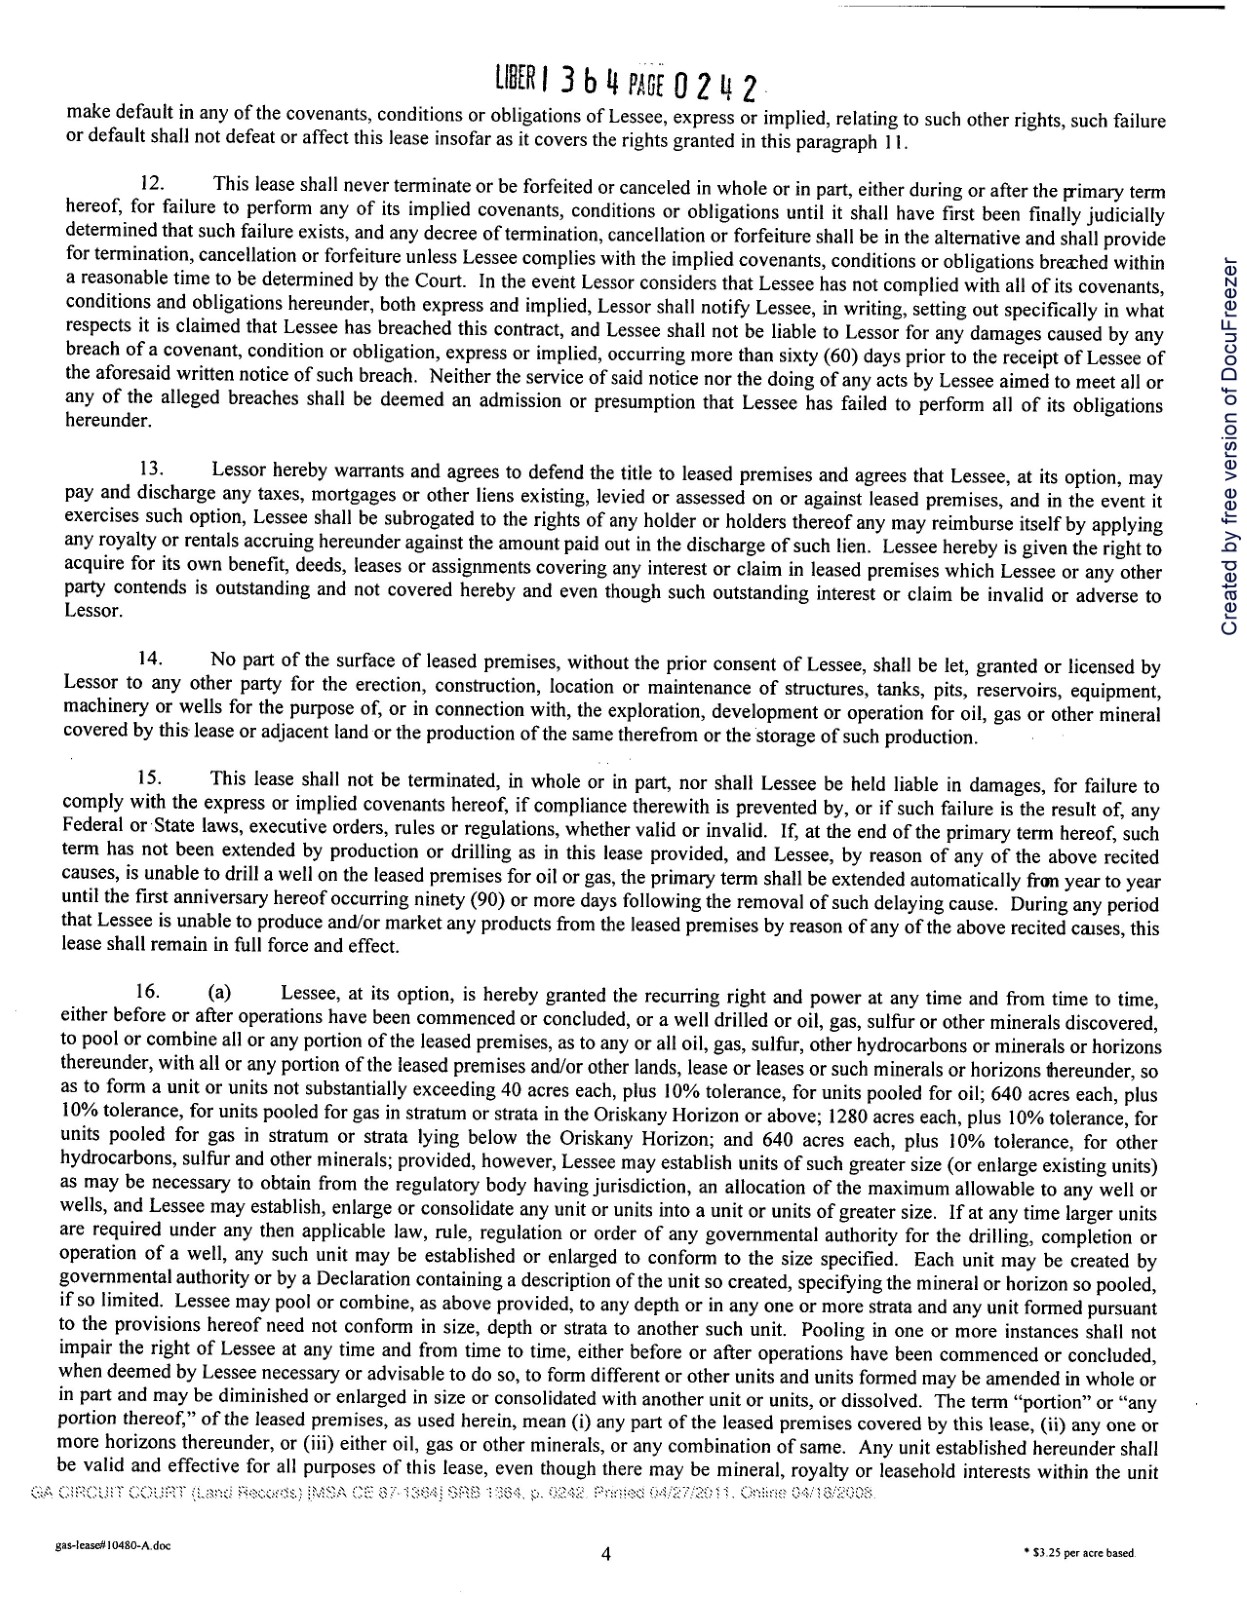 LIBER 1364 PAGE 0242
make default in any of the covenants, conditions or obligations of Lessee, express or implied, relating to such other rights, such failure
or default shall not defeat or affect this lease insofar as it covers the rights granted in this paragraph 11.
12. This lease shall never terminate or be forfeited or canceled in whole or in part, either during or after the primary term
hereof, for failure to perform any of its implied covenants, conditions or obligations until it shall have first been finally judicially
determined that such failure exists, and any decree of termination, cancellation or forfeiture shall be in the alternative and shall provide
for termination, cancellation or forfeiture unless Lessee complies with the implied covenants, conditions or obligations breached within
a reasonable time to be determined by the Court. In the event Lessor considers that Lessee has not complied with all of its covenants,
conditions and obligations hereunder, both express and implied, Lessor shall notify Lessee, in writing, setting out specifically in what
respects it is claimed that Lessee has breached this contract, and Lessee shall not be liable to Lessor for any damages caused by any
breach of a covenant, condition or obligation, express or implied, occurring more than sixty (60) days prior to the receipt of Lessee of
the aforesaid written notice of such breach. Neither the service of said notice nor the doing of any acts by Lessee aimed to meet all or
any of the alleged breaches shall be deemed an admission or presumption that Lessee has failed to perform all of its obligations
hereunder.
13. Lessor hereby warrants and agrees to defend the title to leased premises and agrees that Lessee, at its option, may
pay and discharge any taxes, mortgages or other liens existing, levied or assessed on or against leased premises, and in the event it
exercises such option, Lessee shall be subrogated to the rights of any holder or holders thereof any may reimburse itself by applying
any royalty or rentals accruing hereunder against the amount paid out in the discharge of such lien. Lessee hereby is given the right to
acquire for its own benefit, deeds, leases or assignments covering any interest or claim in leased premises which Lessee or any other
party contends is outstanding and not covered hereby and even though such outstanding interest or claim be invalid or adverse to
Lessor.
14. No part of the surface of leased premises, without the prior consent of Lessee, shall be let, granted or licensed by
Lessor to any other party for the erection, construction, location or maintenance of structures, tanks, pits, reservoirs, equipment,
machinery or wells for the purpose of, or in connection with, the exploration, development or operation for oil, gas or other mineral
covered by this lease or adjacent land or the production of the same therefrom or the storage of such production.
15. This lease shall not be terminated, in whole or in part, nor shall Lessee be held liable in damages, for failure to
comply with the express or implied covenants hereof, if compliance therewith is prevented by, or if such failure is the result of, any
Federal or State laws, executive orders, rules or regulations, whether valid or invalid. If, at the end of the primary term hereof, such
term has not been extended by production or drilling as in this lease provided, and Lessee, by reason of any of the above recited
causes, is unable to drill a well on the leased premises for oil or gas, the primary term shall be extended automatically from year to year
until the first anniversary hereof occurring ninety (90) or more days following the removal of such delaying cause. During any period
that Lessee is unable to produce and/or market any products from the leased premises by reason of any of the above recited causes, this
lease shall remain in full force and effect.
16. (a) Lessee, at its option, is hereby granted the recurring right and power at any time and from time to time,
either before or after operations have been commenced or concluded, or a well drilled or oil, gas, sulfur or other minerals discovered,
to pool or combine all or any portion of the leased premises, as to any or all oil, gas, sulfur, other hydrocarbons or minerals or horizons
thereunder, with all or any portion of the leased premises and/or other lands, lease or leases or such minerals or horizons thereunder, so
as to form a unit or units not substantially exceeding 40 acres each, plus 10% tolerance, for units pooled for oil; 640 acres each, plus
10% tolerance, for units pooled for gas in stratum or strata in the Oriskany Horizon or above; 1280 acres each, plus 10% tolerance, for
units pooled for gas in stratum or strata lying below the Oriskany Horizon; and 640 acres each, plus 10% tolerance, for other
hydrocarbons, sulfur and other minerals; provided, however, Lessee may establish units of such greater size (or enlarge existing units)
as may be necessary to obtain from the regulatory body having jurisdiction, an allocation of the maximum allowable to any well or
wells, and Lessee may establish, enlarge or consolidate any unit or units into a unit or units of greater size. If at any time larger units
are required under any then applicable law, rule, regulation or order of any governmental authority for the drilling, completion or
operation of a well, any such unit may be established or enlarged to conform to the size specified. Each unit may be created by
governmental authority or by a Declaration containing a description of the unit so created, specifying the mineral or horizon so pooled,
if so limited. Lessee may pool or combine, as above provided, to any depth or in any one or more strata and any unit formed pursuant
to the provisions hereof need not conform in size, depth or strata to another such unit. Pooling in one or more instances shall not
impair the right of Lessee at any time and from time to time, either before or after operations have been commenced or concluded,
when deemed by Lessee necessary or advisable to do so, to form different or other units and units formed may be amended in whole or
in part and may be diminished or enlarged in size or consolidated with another unit or units, or dissolved. The term “portion” or “any
portion thereof,” of the leased premises, as used herein, mean (i) any part of the leased premises covered by this lease, (ii) any one or
more horizons thereunder, or (iii) either oil, gas or other minerals, or any combination of same. Any unit established hereunder shall
be valid and effective for all purposes of this lease, even though there may be mineral, royalty or leasehold interests within the unit
GA CIRCUIT COURT (Land Records) [MSA CE 87-1364] SRB 1364, p. 0242. Printed 04/27/2011. Online 04/18/2008.
gas-lease#10480-A.doc
4
* $3.25 per acre based
Created by free version of DocuFreezer